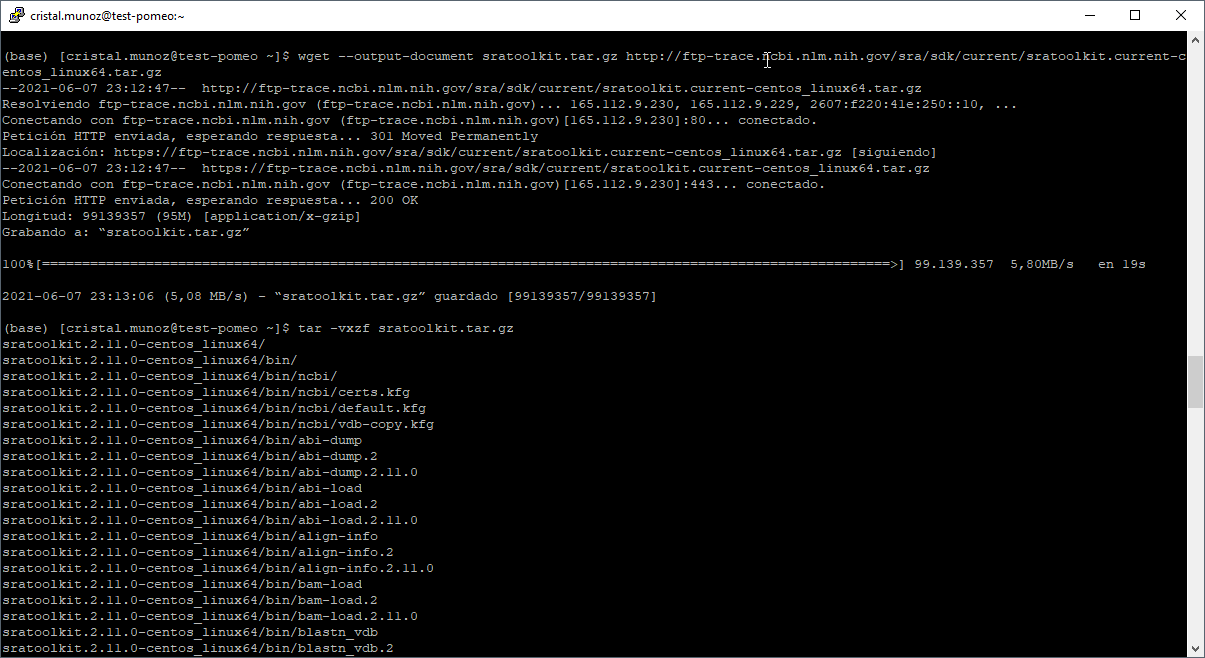 cristal.munoz@test-pomeo:~
(base) [cristal.munoz@test-pomeo ~]$ wget --output-document sratoolkit.tar.gz http://ftp-trace.ncbi.nlm.nih.gov/sra/sdk/current/sratoolkit.current-c
entos_linux64.tar.gz
--2021-06-07 23:12:47--  http://ftp-trace.ncbi.nlm.nih.gov/sra/sdk/current/sratoolkit.current-centos_linux64.tar.gz
Resolviendo ftp-trace.ncbi.nlm.nih.gov (ftp-trace.ncbi.nlm.nih.gov)... 165.112.9.230, 165.112.9.229, 2607:f220:41e:250::10, ...
Conectando con ftp-trace.ncbi.nlm.nih.gov (ftp-trace.ncbi.nlm.nih.gov)[165.112.9.230]:80... conectado.
Petición HTTP enviada, esperando respuesta... 301 Moved Permanently
Localización: https://ftp-trace.ncbi.nlm.nih.gov/sra/sdk/current/sratoolkit.current-centos_linux64.tar.gz [siguiendo]
--2021-06-07 23:12:47--  https://ftp-trace.ncbi.nlm.nih.gov/sra/sdk/current/sratoolkit.current-centos_linux64.tar.gz
Conectando con ftp-trace.ncbi.nlm.nih.gov (ftp-trace.ncbi.nlm.nih.gov)[165.112.9.230]:443... conectado.
Petición HTTP enviada, esperando respuesta... 200 OK
Longitud: 99139357 (95M) [application/x-gzip]
Grabando a: “sratoolkit.tar.gz”
100%[==========================================================================================================>] 99.139.357  5,80MB/s   en 19s
2021-06-07 23:13:06 (5,08 MB/s) - “sratoolkit.tar.gz” guardado [99139357/99139357]
(base) [cristal.munoz@test-pomeo ~]$ tar -vxzf sratoolkit.tar.gz
sratoolkit.2.11.0-centos_linux64/
sratoolkit.2.11.0-centos_linux64/bin/
sratoolkit.2.11.0-centos_linux64/bin/ncbi/
sratoolkit.2.11.0-centos_linux64/bin/ncbi/certs.kfg
sratoolkit.2.11.0-centos_linux64/bin/ncbi/default.kfg
sratoolkit.2.11.0-centos_linux64/bin/ncbi/vdb-copy.kfg
sratoolkit.2.11.0-centos_linux64/bin/abi-dump
sratoolkit.2.11.0-centos_linux64/bin/abi-dump.2
sratoolkit.2.11.0-centos_linux64/bin/abi-dump.2.11.0
sratoolkit.2.11.0-centos_linux64/bin/abi-load
sratoolkit.2.11.0-centos_linux64/bin/abi-load.2
sratoolkit.2.11.0-centos_linux64/bin/abi-load.2.11.0
sratoolkit.2.11.0-centos_linux64/bin/align-info
sratoolkit.2.11.0-centos_linux64/bin/align-info.2
sratoolkit.2.11.0-centos_linux64/bin/align-info.2.11.0
sratoolkit.2.11.0-centos_linux64/bin/bam-load
sratoolkit.2.11.0-centos_linux64/bin/bam-load.2
sratoolkit.2.11.0-centos_linux64/bin/bam-load.2.11.0
sratoolkit.2.11.0-centos_linux64/bin/blastn_vdb
sratoolkit.2.11.0-centos_linux64/bin/blastn_vdb.2